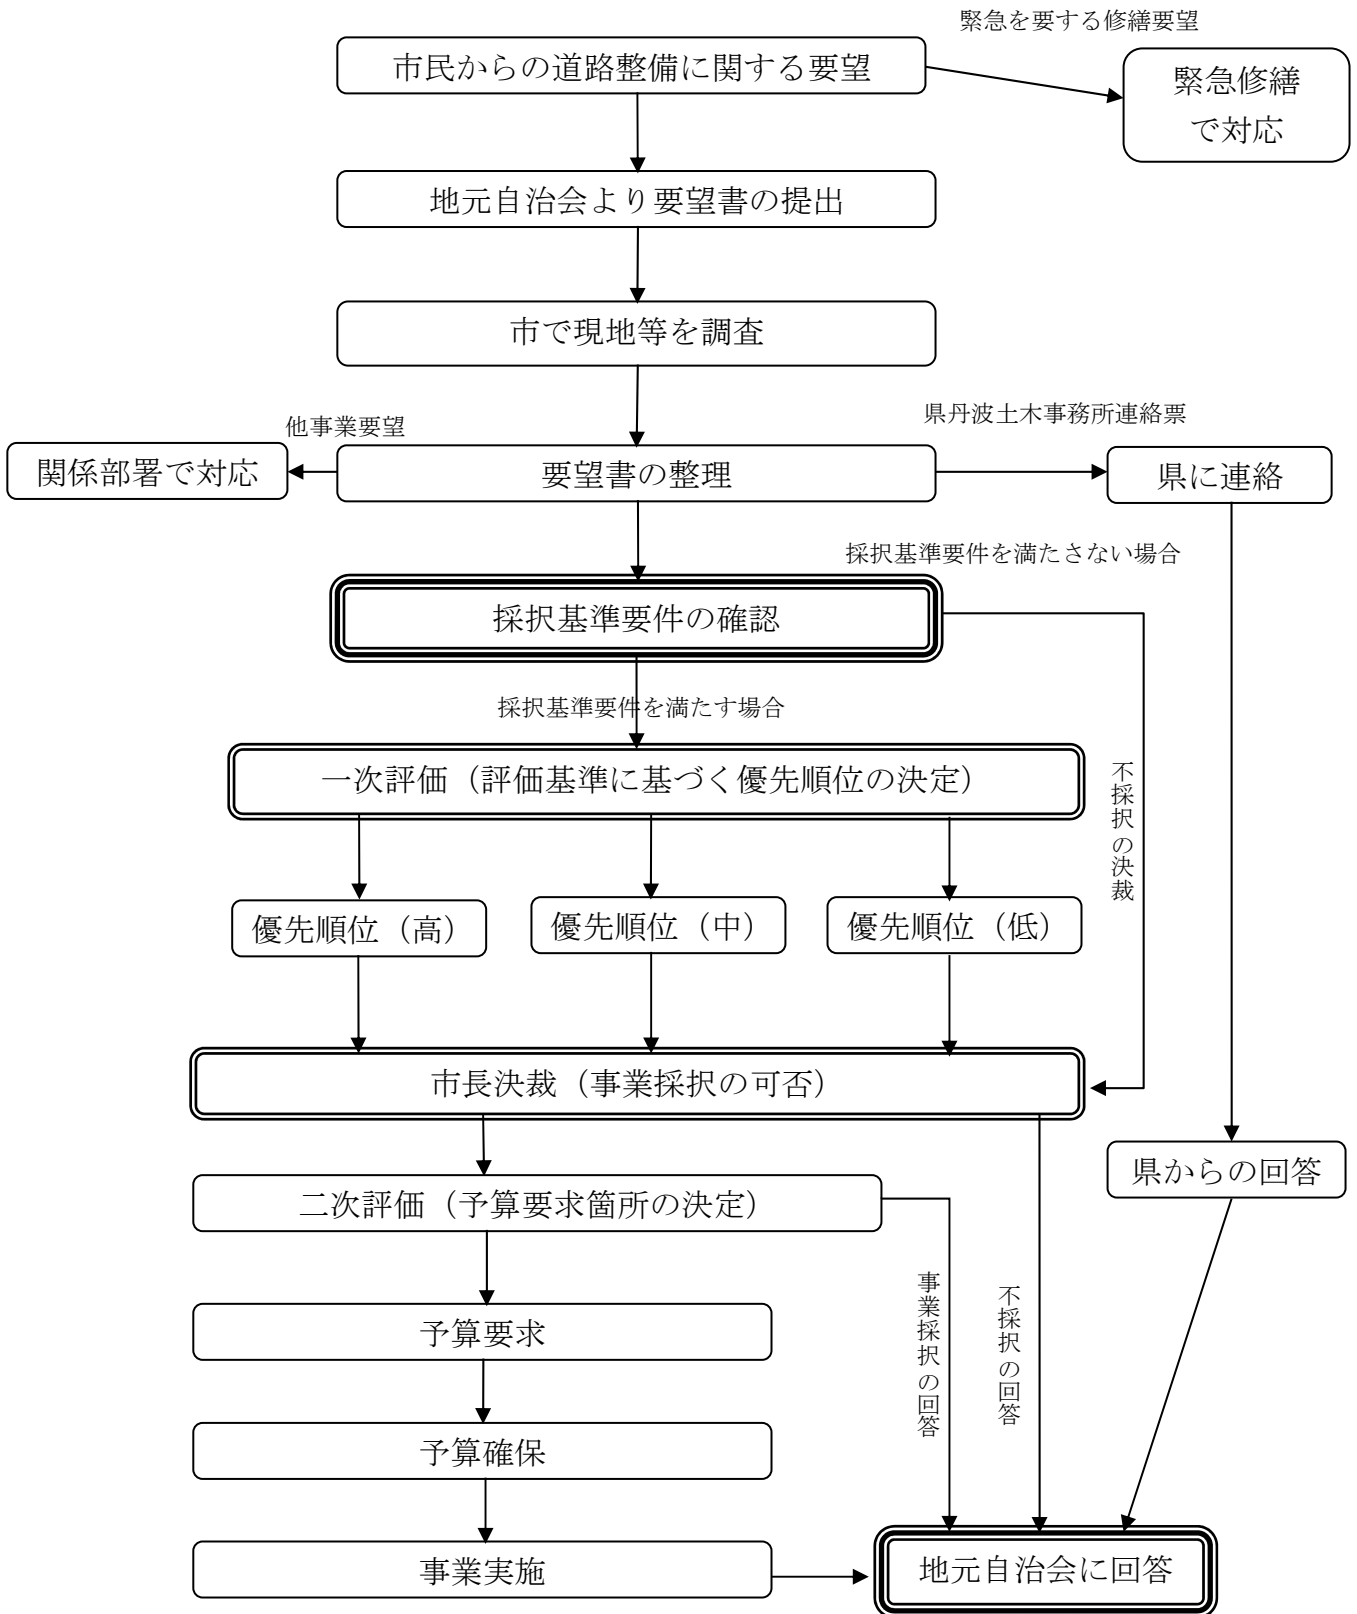 緊急を要する修繕要望
市民からの道路整備に関する要望
緊急修繕
で対応
地元自治会より要望書の提出
市で現地等を調査
他事業要望
県丹波土木事務所連絡票
関係部署で対応
要望書の整理
県に連絡
採択基準要件を満たさない場合
採択基準要件の確認
採択基準要件を満たす場合
一次評価（評価基準に基づく優先順位の決定）
不採択の決裁
優先順位（高）
優先順位（中）
優先順位（低）
市長決裁（事業採択の可否）
県からの回答
二次評価（予算要求箇所の決定）
事業採択の回答
不採択の回答
予算要求
予算確保
事業実施
地元自治会に回答